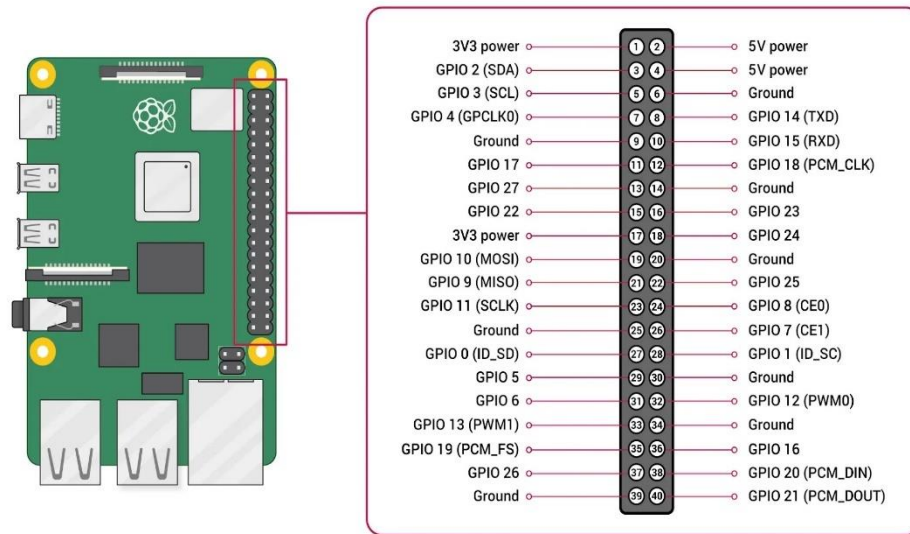 3V3 power 1 2 5V power
GPIO 2 (SDA) 3 4 5V power
GPIO 3 (SCL) 5 6 Ground
GPIO 4 (GPCLK0) 7 8 GPIO 14 (TXD)
Ground 9 10 GPIO 15 (RXD)
GPIO 17 11 12 GPIO 18 (PCM_CLK)
GPIO 27 13 14 Ground
GPIO 22 15 16 GPIO 23
3V3 power 17 18 GPIO 24
GPIO 10 (MOSI) 19 20 Ground
GPIO 9 (MISO) 21 22 GPIO 25
GPIO 11 (SCLK) 23 24 GPIO 8 (CE0)
Ground 25 26 GPIO 7 (CE1)
GPIO 0 (ID_SD) 27 28 GPIO 1 (ID_SC)
GPIO 5 29 30 Ground
GPIO 6 31 32 GPIO 12 (PWM0)
GPIO 13 (PWM1) 33 34 Ground
GPIO 19 (PCM_FS) 35 36 GPIO 16
GPIO 26 37 38 GPIO 20 (PCM_DIN)
Ground 39 40 GPIO 21 (PCM_DOUT)